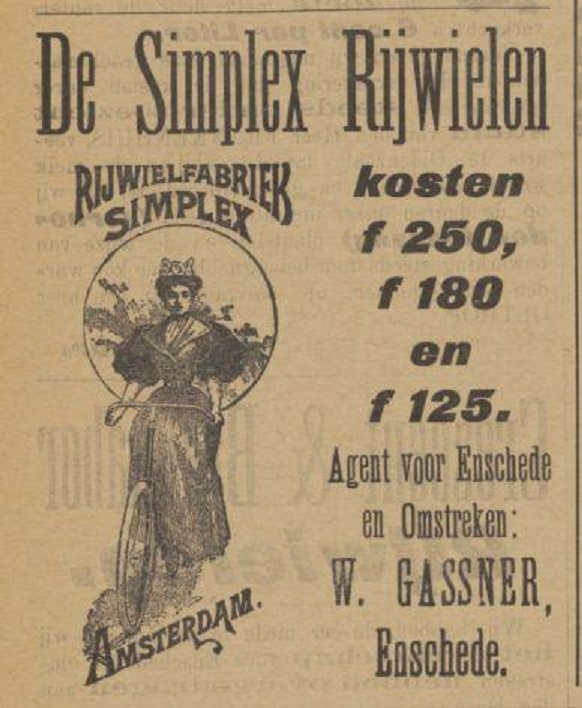 De Simplex Rijwielen
RIJWIELFABRIEK
SIMPLEX
AMSTERDAM.
kosten
f 250,
f 180
en
f 125.
Agent voor Enschede
en Omstreken:
W. GASSNER,
Enschede.